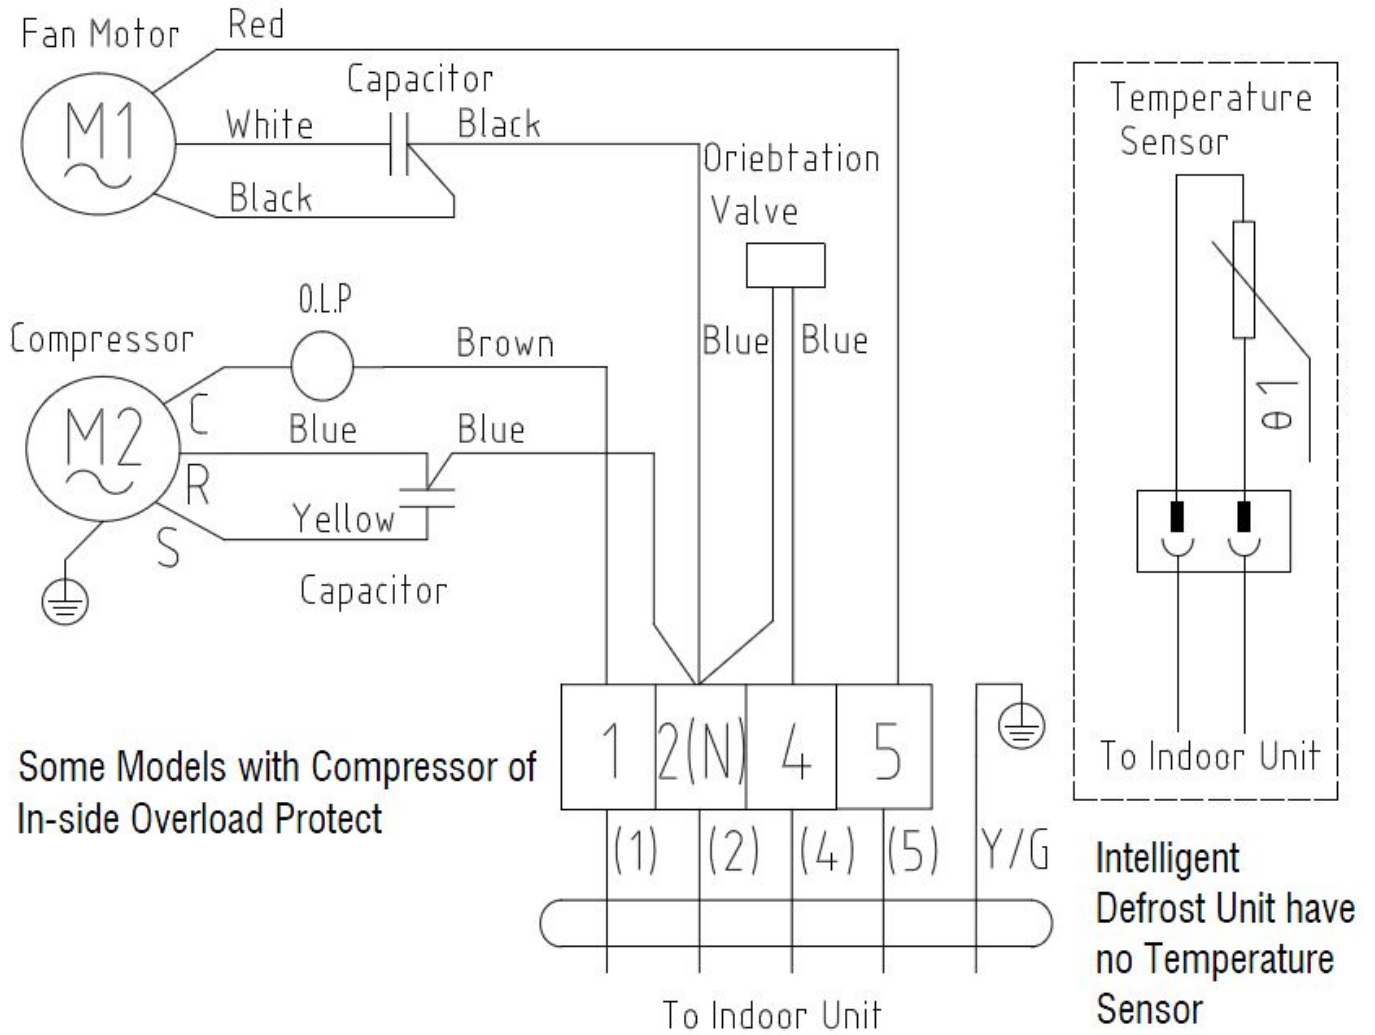 Fan Motor
Red
M1
White
Capacitor
Black
Black
Oriebtation
Valve
Blue
Blue
O.L.P
Compressor
Brown
M2
C
Blue
Blue
R
Yellow
S
Capacitor
1
2(N)
4
5
(1)
(2)
(4)
(5)
Y/G
To Indoor Unit
Some Models with Compressor of
In-side Overload Protect
Temperature
Sensor
θ1
To Indoor Unit
Intelligent
Defrost Unit have
no Temperature
Sensor